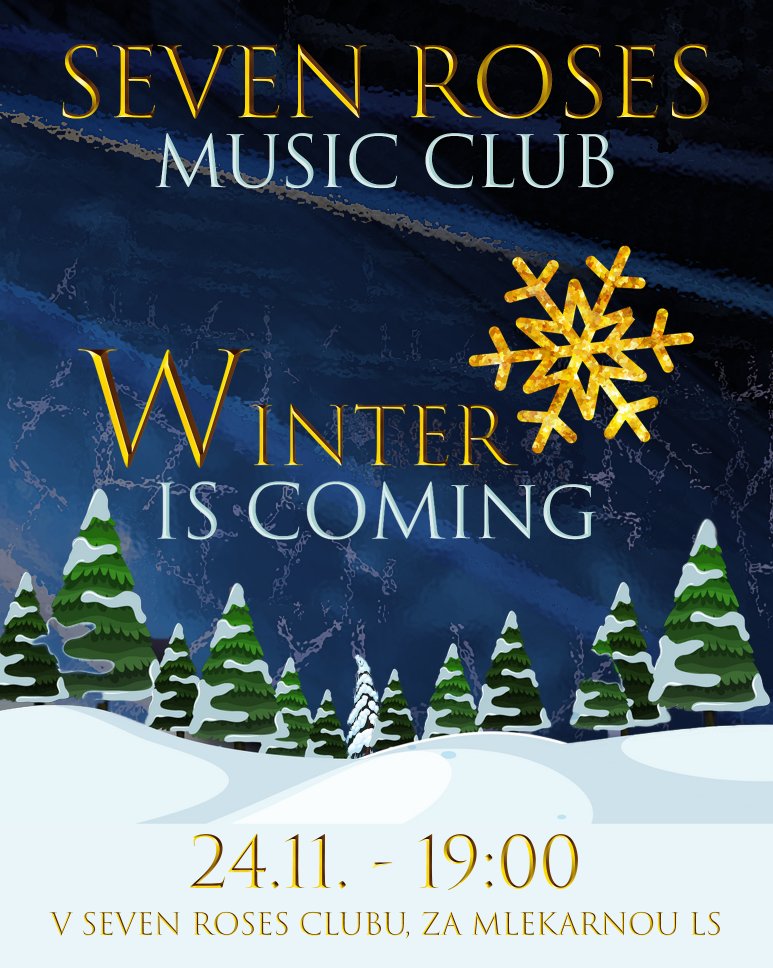 SEVEN ROSES
MUSIC CLUB
WINTER
IS COMING
24.11. - 19:00
V SEVEN ROSES CLUBU, ZA MLEKARNOU LS